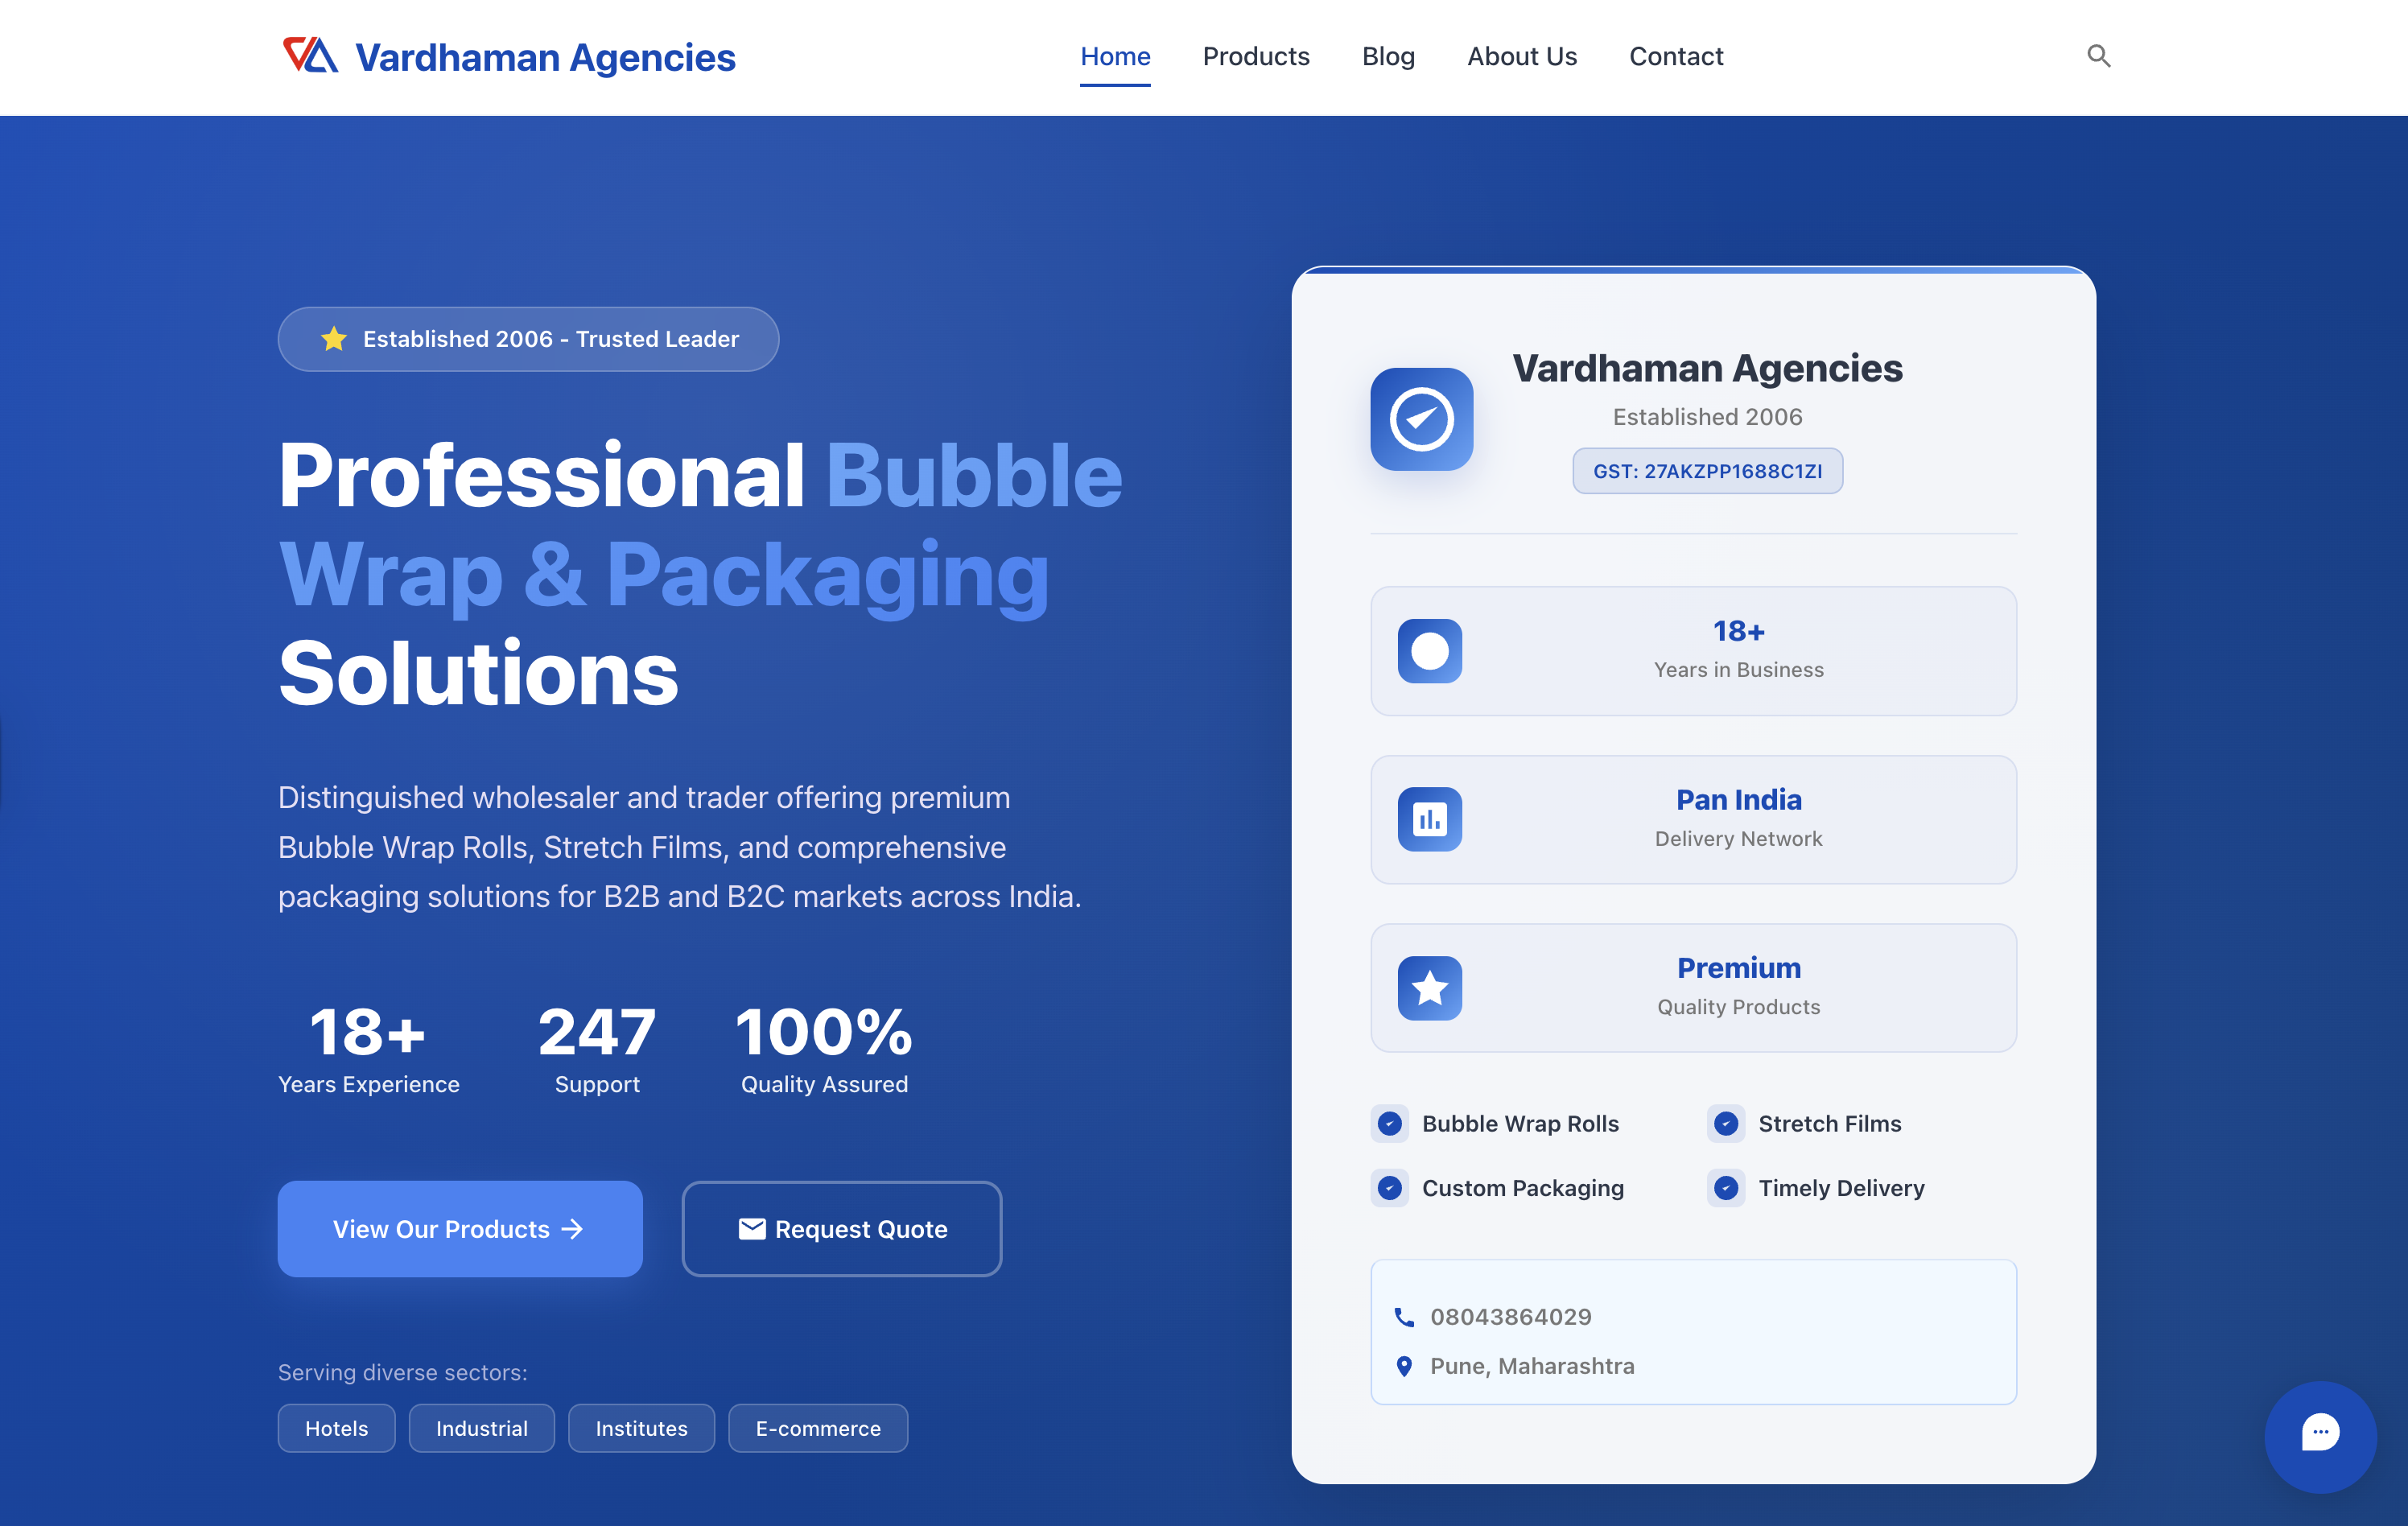 Vardhaman Agencies
Home
Products
Blog
About Us
Contact
Established 2006 - Trusted Leader
Professional Bubble
Wrap & Packaging
Solutions
Distinguished wholesaler and trader offering premium
Bubble Wrap Rolls, Stretch Films, and comprehensive
packaging solutions for B2B and B2C markets across India.
18+
Years Experience
247
Support
100%
Quality Assured
View Our Products
Request Quote
Serving diverse sectors:
Hotels
Industrial
Institutes
E-commerce
Vardhaman Agencies
Established 2006
GST: 27AKZPP1688C1ZI
18+
Years in Business
Pan India
Delivery Network
Premium
Quality Products
Bubble Wrap Rolls
Stretch Films
Custom Packaging
Timely Delivery
08043864029
Pune, Maharashtra